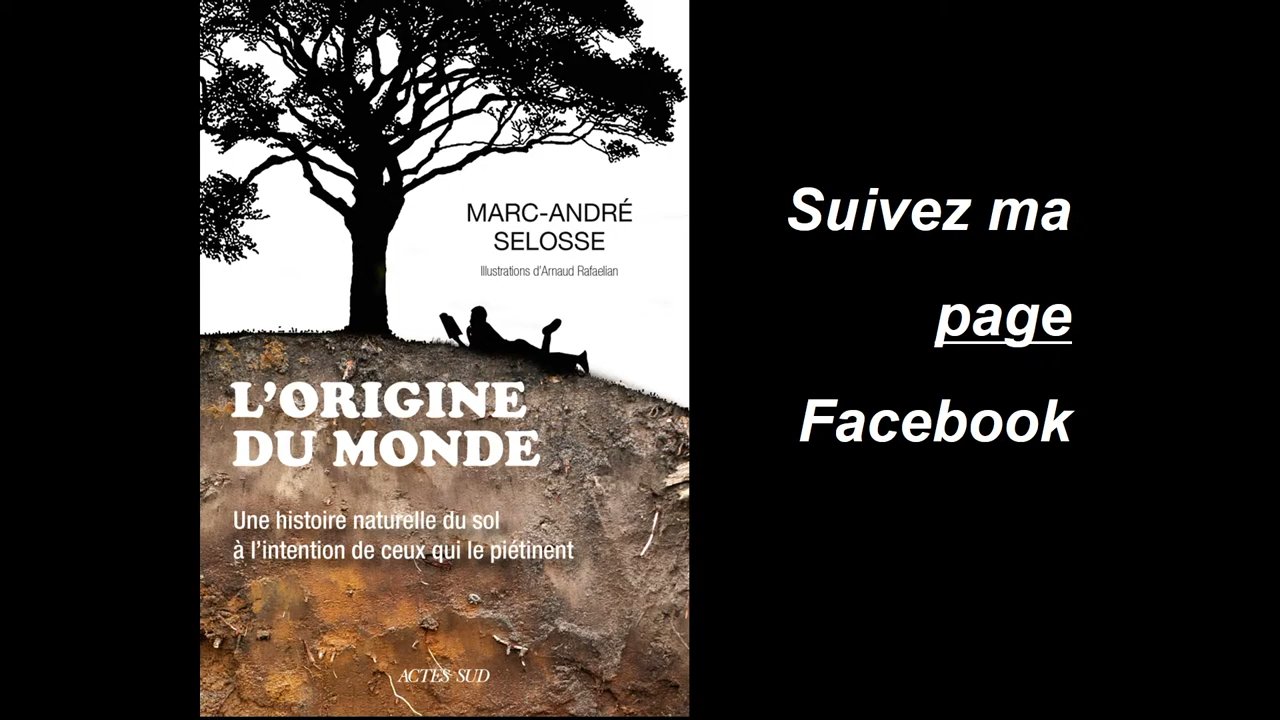 MARC-ANDRÉ
SELOSSE
Illustrations d'Arnaud Rafaelian
L'ORIGINE
DU MONDE
Une histoire naturelle du sol
à l'intention de ceux qui le piétinent
ACTES SUD
Suivez ma
page
Facebook